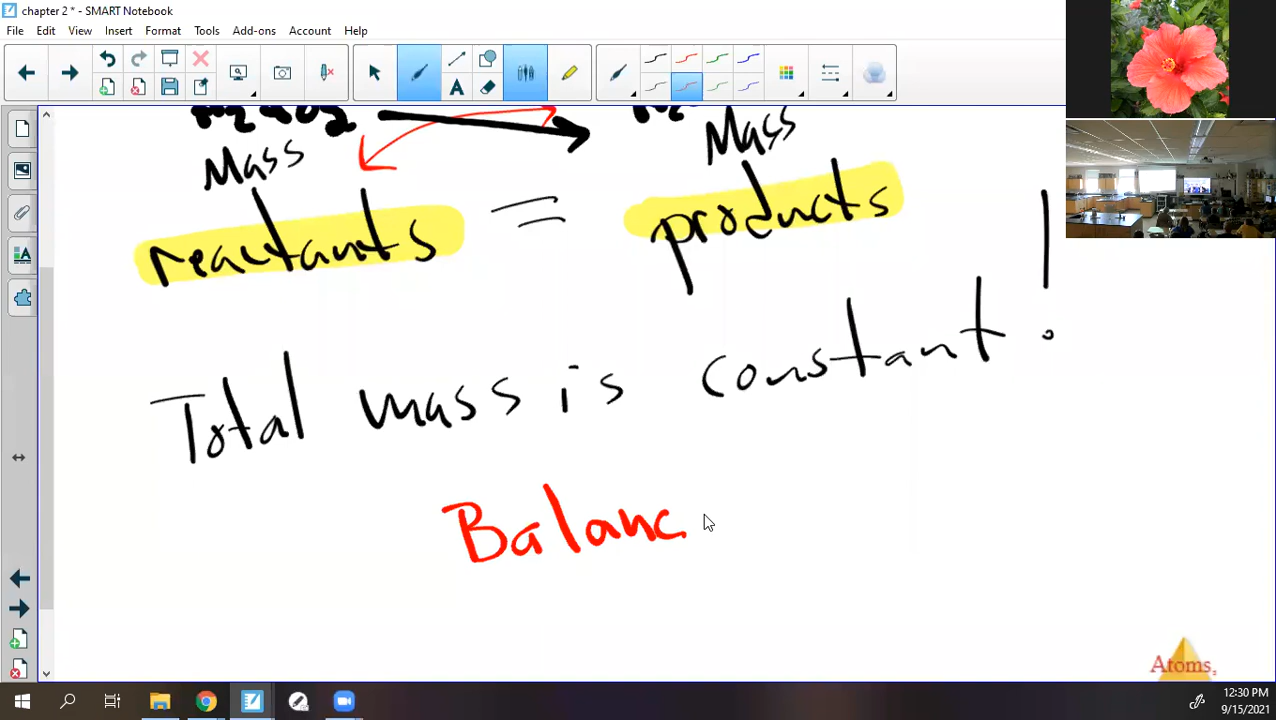 chapter 2 * - SMART Notebook
File Edit View Insert Format Tools Add-ons Account Help
Mass Mass
reactants = products
Total mass is constant!
Balanc
Atoms,
12:30 PM
9/15/2021